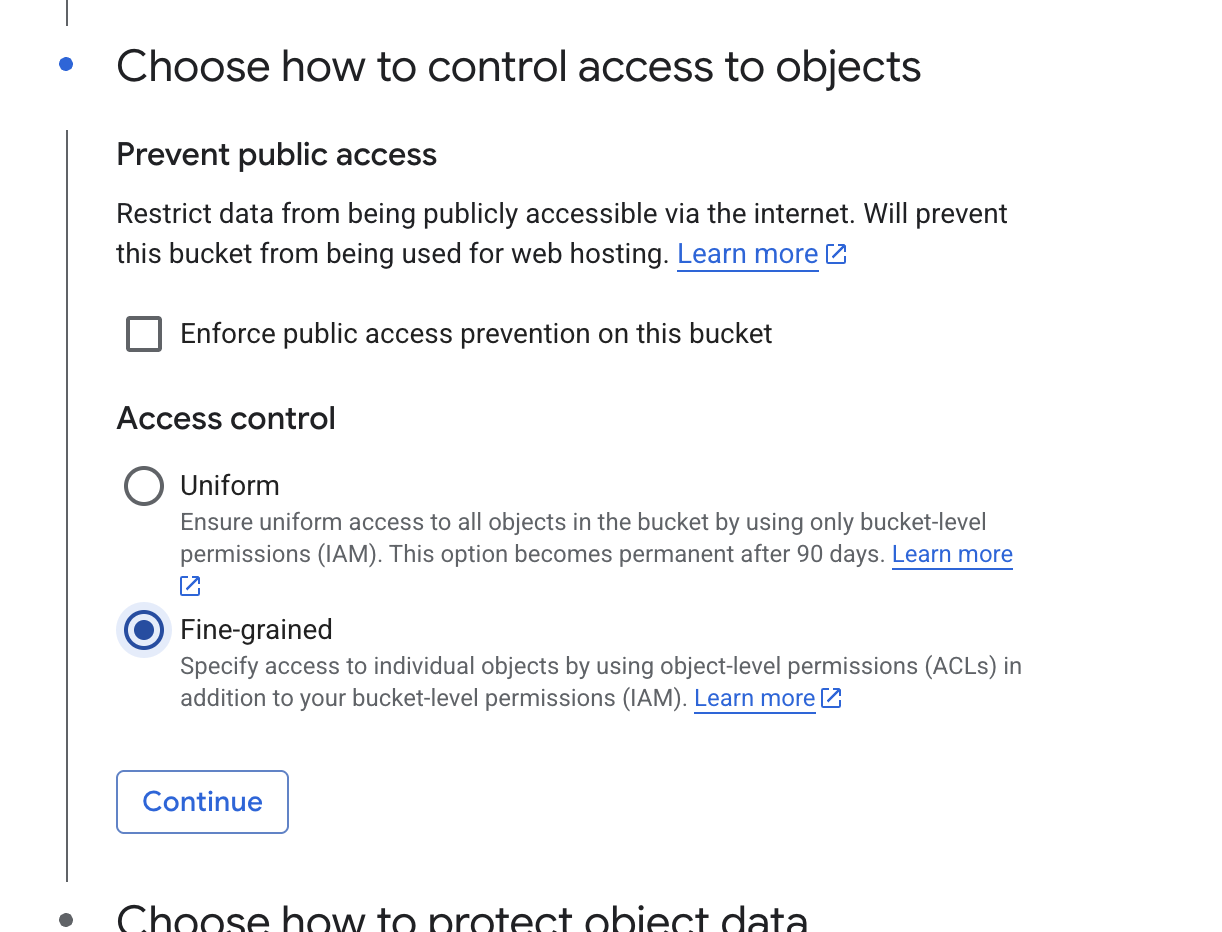 Choose how to control access to objects
Prevent public access
Restrict data from being publicly accessible via the internet. Will prevent
this bucket from being used for web hosting. Learn more
Enforce public access prevention on this bucket
Access control
Uniform
Ensure uniform access to all objects in the bucket by using only bucket-level
permissions (IAM). This option becomes permanent after 90 days. Learn more
Fine-grained
Specify access to individual objects by using object-level permissions (ACLs) in
addition to your bucket-level permissions (IAM). Learn more
Continue
Choose how to protect object data